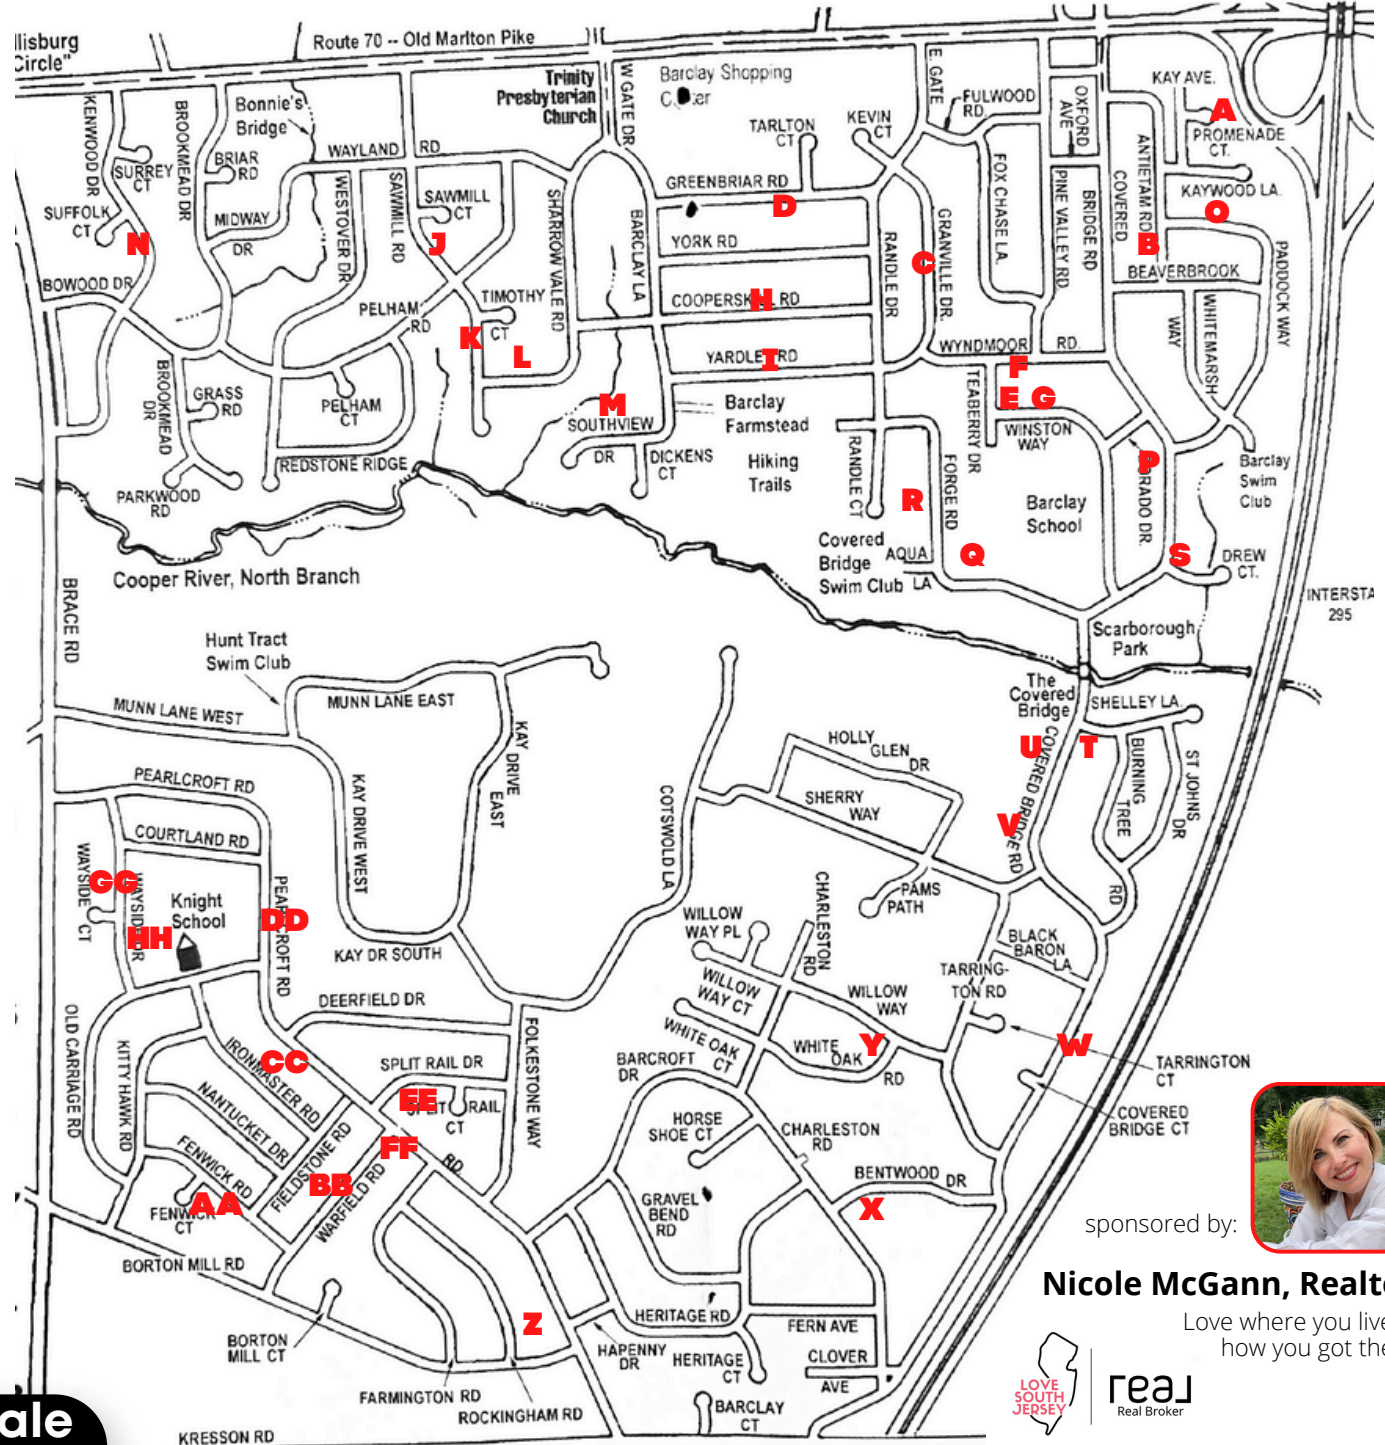 llisburg
Circle"
Route 70 -- Old Marlton Pike
Trinity
Presbyterian
Church
W GATE DR
Barclay Shopping
E. GATE
FULWOOD
RD.
KEVIN
CT
TARLTON
CT
OXFORD
AVE
KAY AVE.
A
PROMENADE
CT.
KENWOOD DR
BROOKMEAD DR
Bonnie's
Bridge
WAYLAND RD
SURREY
CT
BRIAR
RD
SUFFOLK
CT
N
MIDWAY
DR
WESTOVER DR
SAWMILL RD
SAWMILL
CT
J
SHARROW VALE RD
BARCLAY LA
GREENBRIAR RD
D
YORK RD
H
RANDLE DR
GRANVILLE DR.
C
FOX CHASE LA.
PINE VALLEY RD
BRIDGE RD
COVERED
ANTIETAM RD
B
KAYWOOD LA.
O
PADDOCK WAY
BEAVERBROOK
BOWOOD DR
PELHAM
RD
TIMOTHY
CT
K
L
I
WYNDMOOR RD.
F
WAY
WHITEMARSH
BROOKMEAD
DR
GRASS
RD
PELHAM
CT
M
SOUTHVIEW
DR
DICKENS
CT
Barclay
Farmstead
Hiking
Trails
TEABERRY DR
E
G
WINSTON
WAY
REDSTONE RIDGE
PARKWOOD
RD
RANDLE CT
R
FORGE RD
Barclay
School
P
Barclay
Swim
Club
Covered
Bridge
Swim Club
AQUA
LA
Q
S
DREW
CT.
Cooper River, North Branch
BRACE RD
INTERSTA
295
Scarborough
Park
Hunt Tract
Swim Club
The
Covered
Bridge
SHELLEY LA.
MUNN LANE WEST
MUNN LANE EAST
KAY DRIVE WEST
KAY DRIVE
EAST
COTSWOLD LA
HOLLY
GLEN
DR
SHERRY
WAY
U
T
COVERED BRIDGE RD
V
BURNING
TREE
RD
ST JOHNS
DR
PEARLCROFT RD
COURTLAND RD
WAYSIDE
CT
GG
HH
Knight
School
DD
KAY DR SOUTH
PAMS
PATH
CHARLESTON
RD
WILLOW
WAY PL
WILLOW
WAY CT
WILLOW
WAY
BLACK
BARON
LA
TARRING-
TON RD
DEERFIELD DR
WHITE OAK
CT
WHITE
OAK
RD
Y
W
TARRINGTON
CT
OLD CARRIAGE RD
KITTY HAWK RD
IRONMASTER RD
CC
SPLIT RAIL DR
EE
RAIL
CT
FOLKESTONE WAY
BARCROFT
DR
NANTUCKET DR
HORSE
SHOE CT
CHARLESTON
RD
COVERED
BRIDGE CT
FENWICK RD
FIELDSTONE RD
FF
RD
BB
WARFIELD RD
AA
FENWICK
CT
GRAVEL
BEND
RD
BENTWOOD DR
X
sponsored by:
BORTON MILL RD
Nicole McGann, Realto
Love where you live
how you got the
BORTON
MILL CT
Z
HERITAGE RD
HAPENNY
DR
HERITAGE
CT
FERN AVE
CLOVER
AVE
FARMINGTON RD
ROCKINGHAM RD
BARCLAY
CT
LOVE
SOUTH
JERSEY
real
Real Broker
ale
KRESSON RD